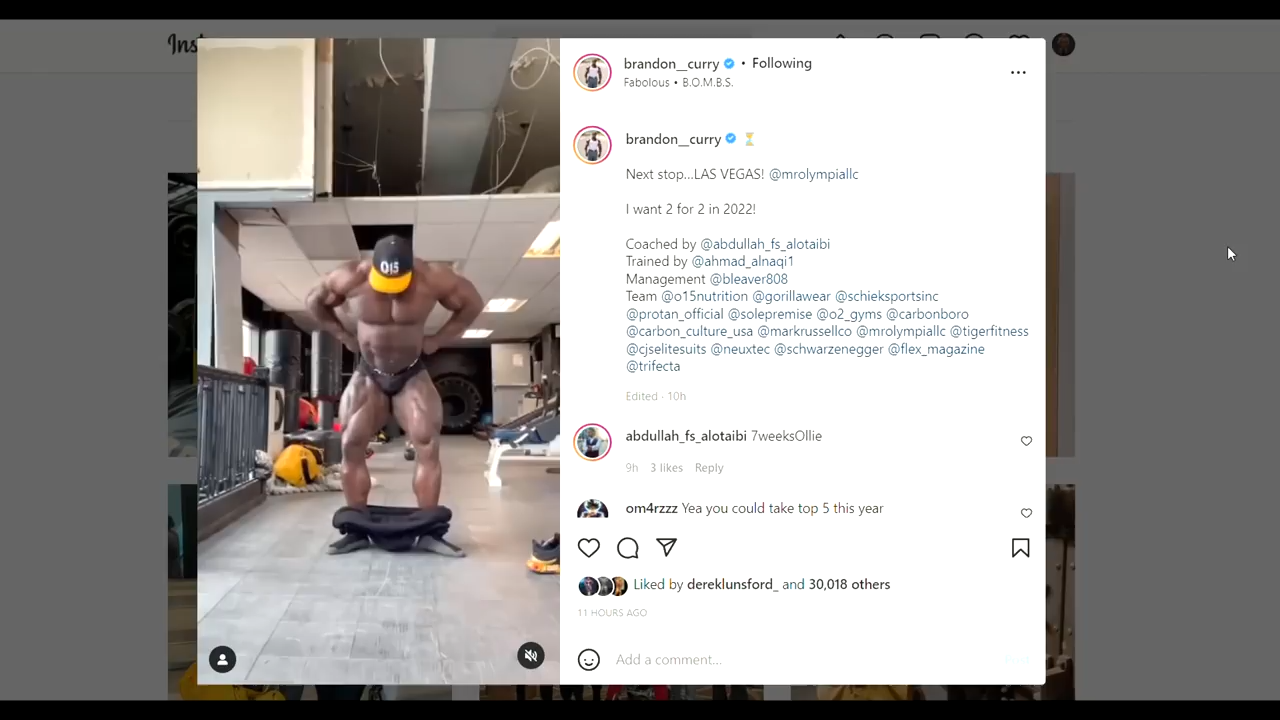 Ins
brandon__curry • Following
Fabolous • B.O.M.B.S.
brandon__curry ⏳
Next stop...LAS VEGAS! @mrolympiallc
I want 2 for 2 in 2022!
Coached by @abdullah_fs_alotaibi
Trained by @ahmad_alnaqi1
Management @bleaver808
Team @o15nutrition @gorillawear @schieksportsinc
@protan_official @solepremise @o2_gyms @carbonboro
@carbon_culture_usa @markrussellco @mrolympiallc @tigerfitness
@cjselitesuits @neuxtec @schwarzenegger @flex_magazine
@trifecta
Edited · 10h
abdullah_fs_alotaibi 7weeksOllie
9h 3 likes Reply
om4rzzz Yea you could take top 5 this year
Liked by dereklunsford_ and 30,018 others
11 HOURS AGO
Add a comment...
O15